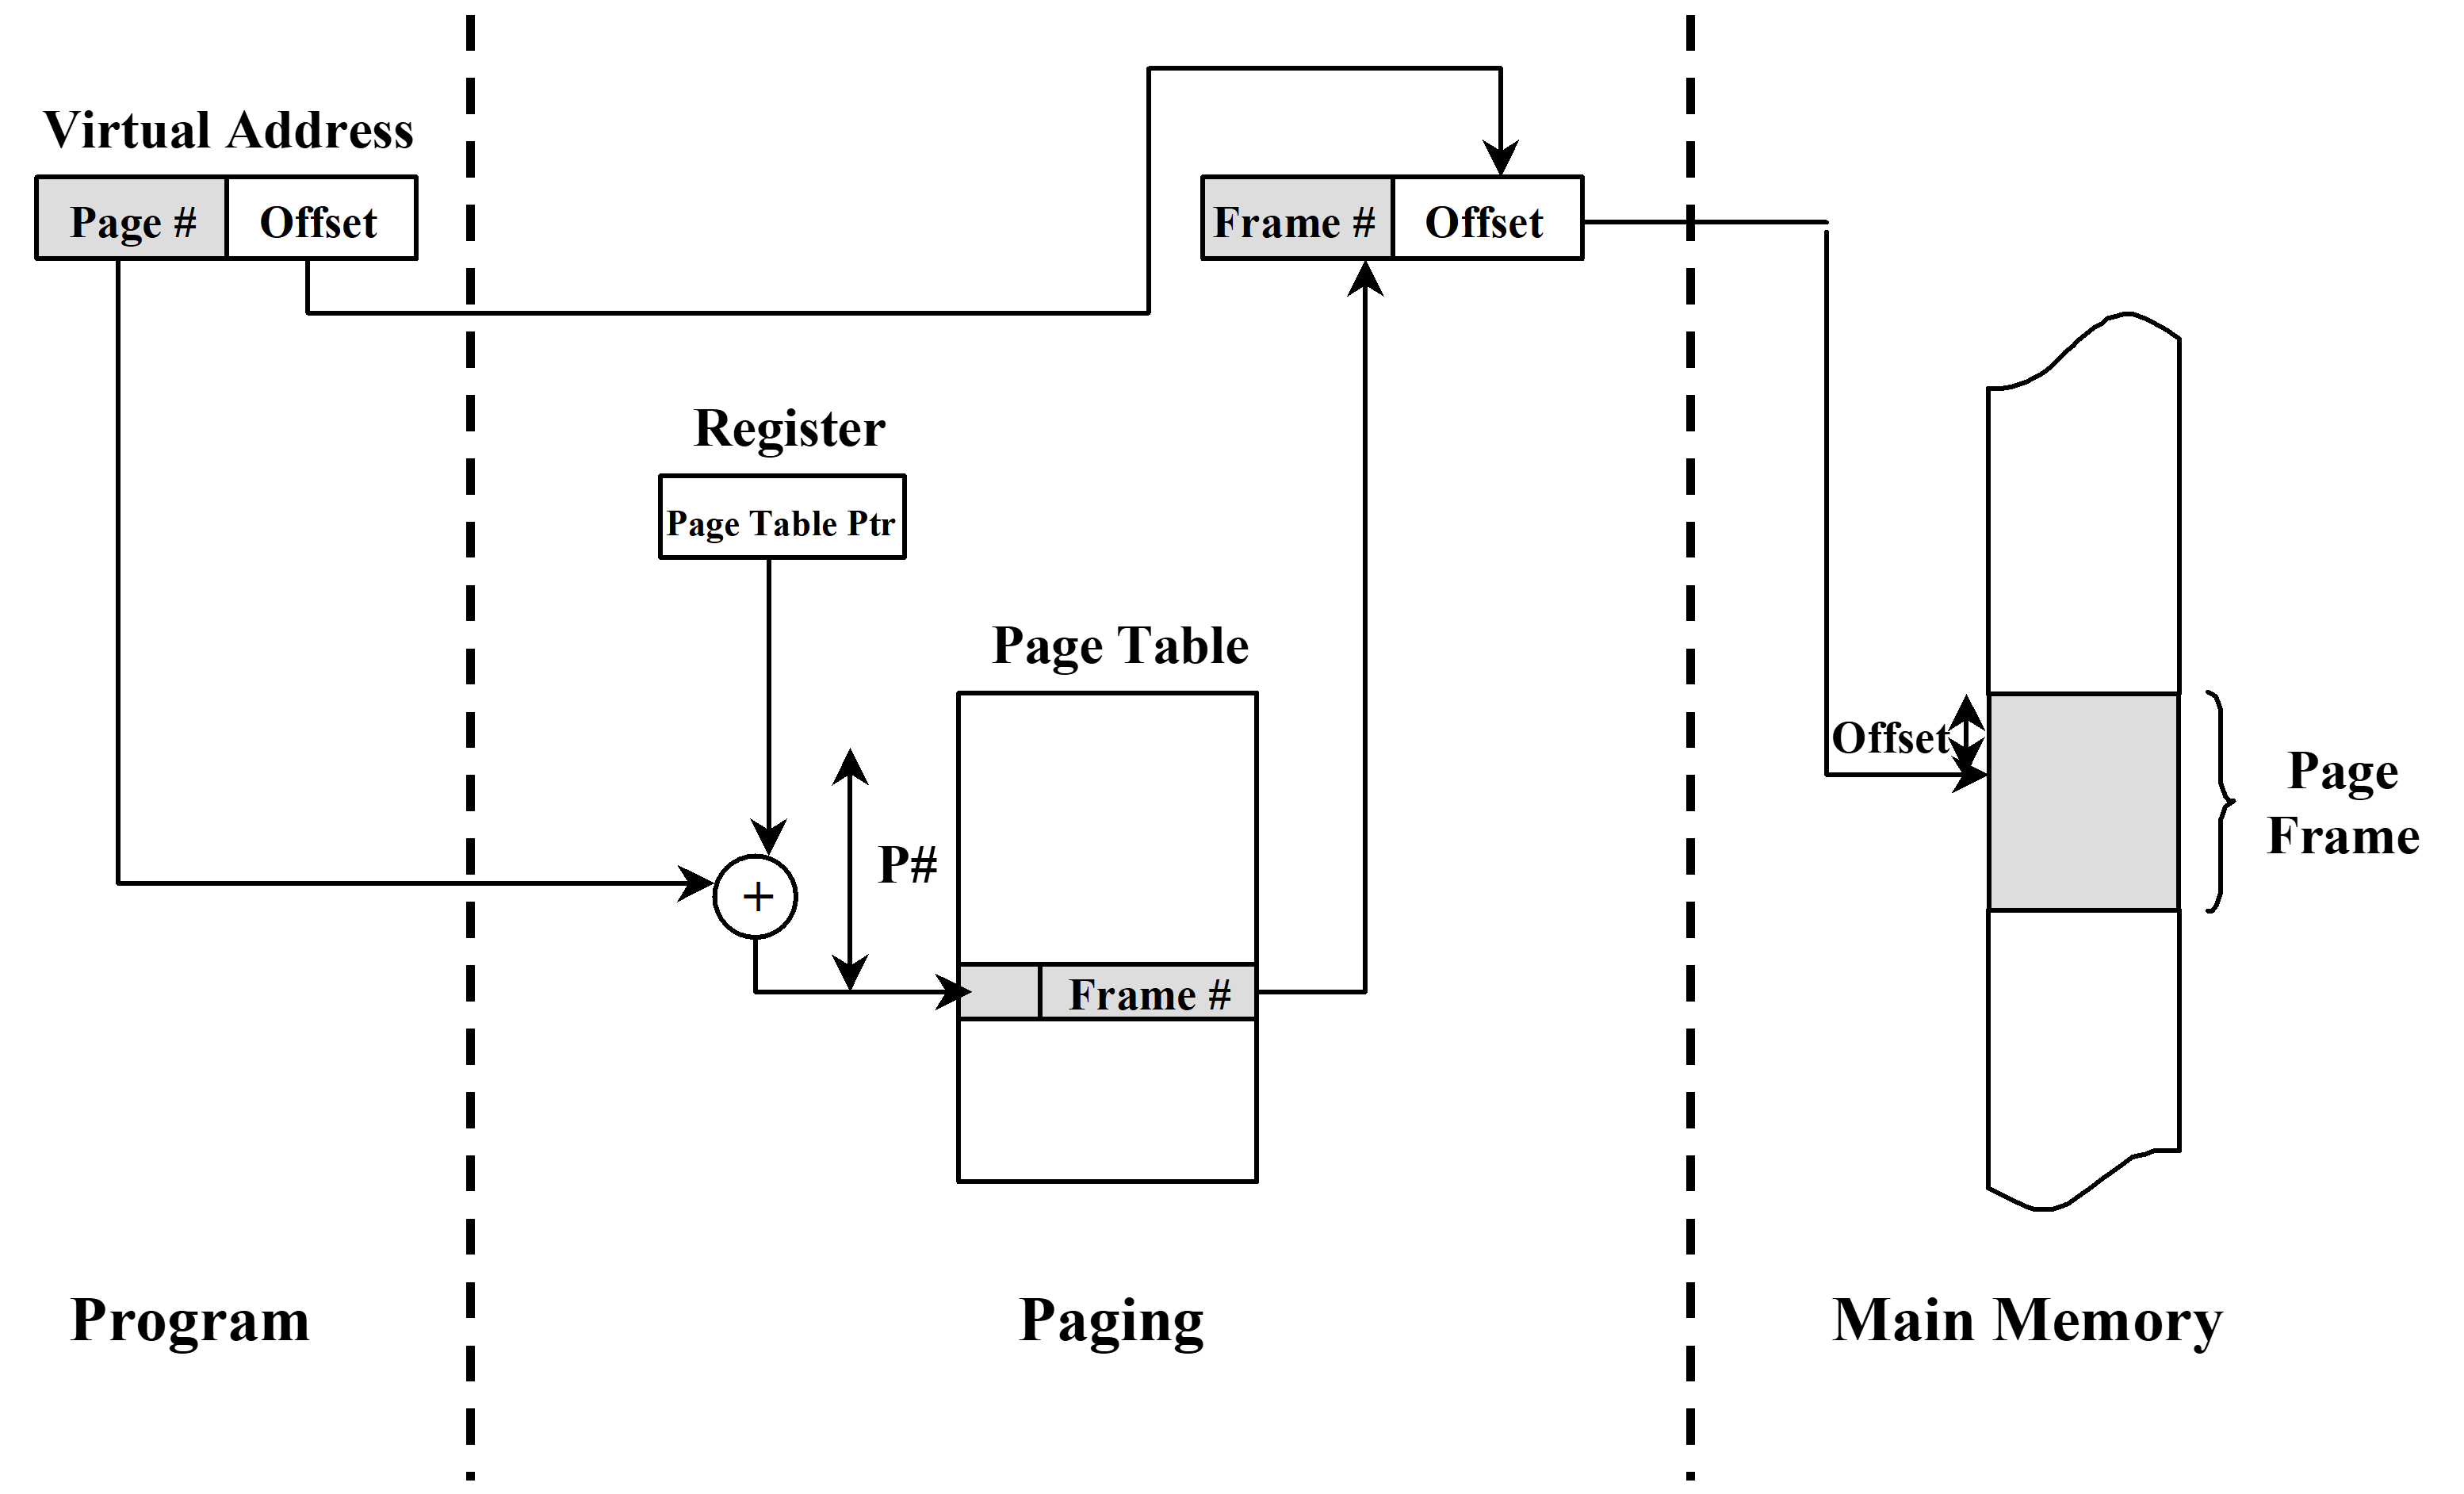 Virtual Address
Page #
Offset
Frame #
Offset
Register
Page Table Ptr
Page Table
P#
+
Frame #
Offset
Page
Frame
Program
Paging
Main Memory